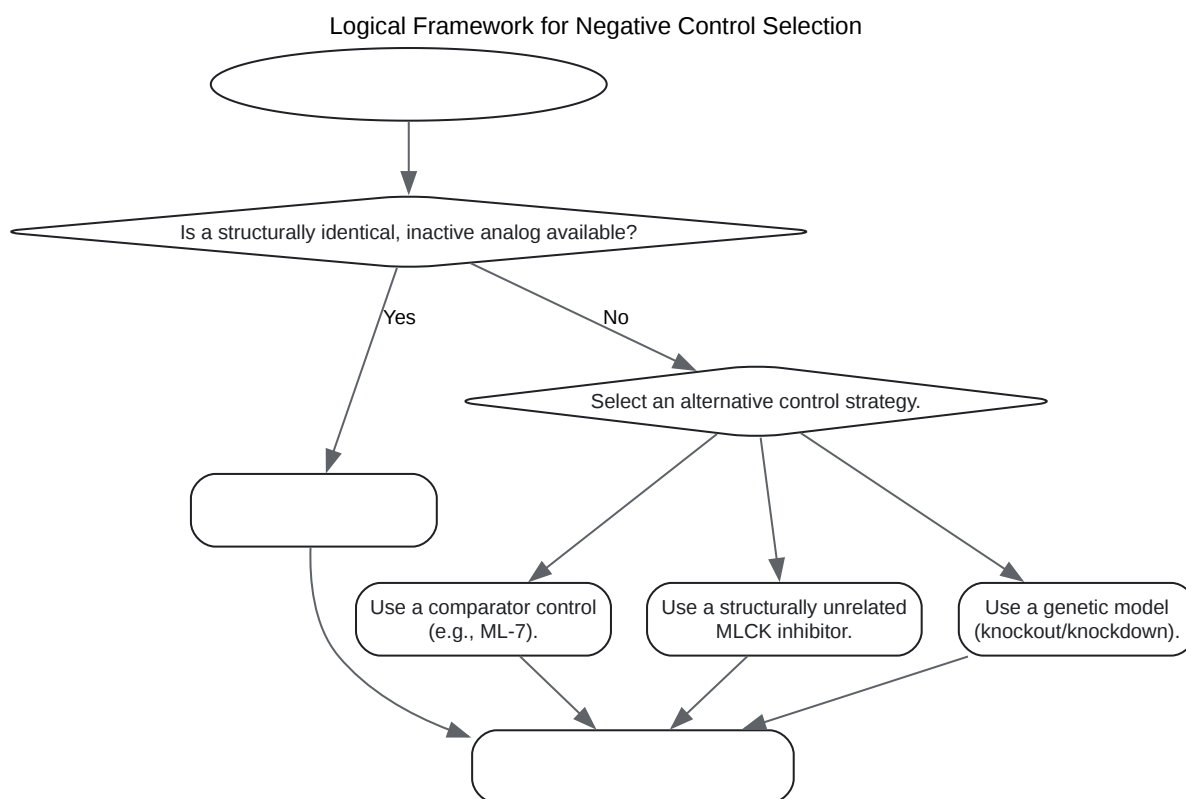 Logical Framework for Negative Control Selection
Is a structurally identical, inactive analog available?
Yes
No
Select an alternative control strategy.
Use a comparator control
(e.g., ML-7).
Use a structurally unrelated
MLCK inhibitor.
Use a genetic model
(knockout/knockdown).